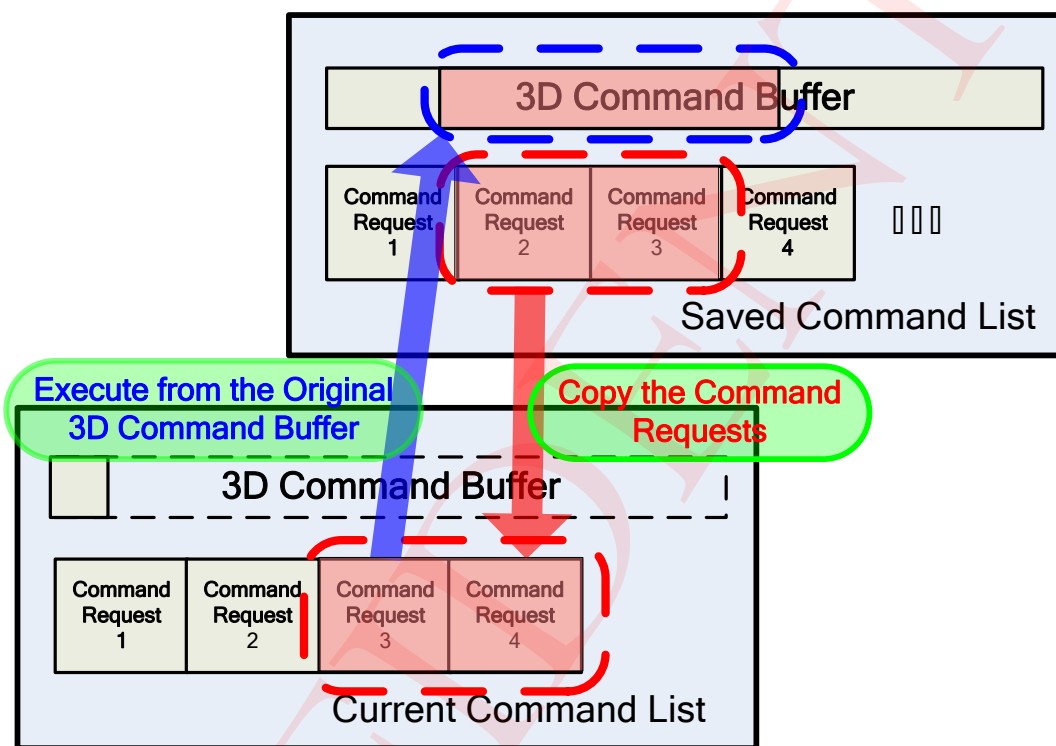 3D Command Buffer
Command
Request
1
Command
Request
2
Command
Request
3
Command
Request
4
Saved Command List
Execute from the Original
3D Command Buffer
Copy the Command
Requests
3D Command Buffer
Command
Request
1
Command
Request
2
Command
Request
3
Command
Request
4
Current Command List